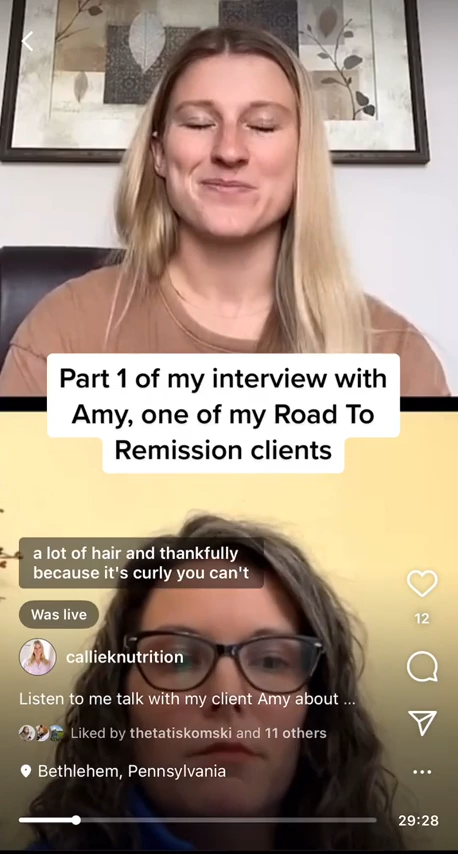 Part 1 of my interview with
Amy, one of my Road To
Remission clients
a lot of hair and thankfully
because it's curly you can't
Was live
12
callieknutrition
Listen to me talk with my client Amy about ...
Liked by thetatiskomski and 11 others
Bethlehem, Pennsylvania
29:28